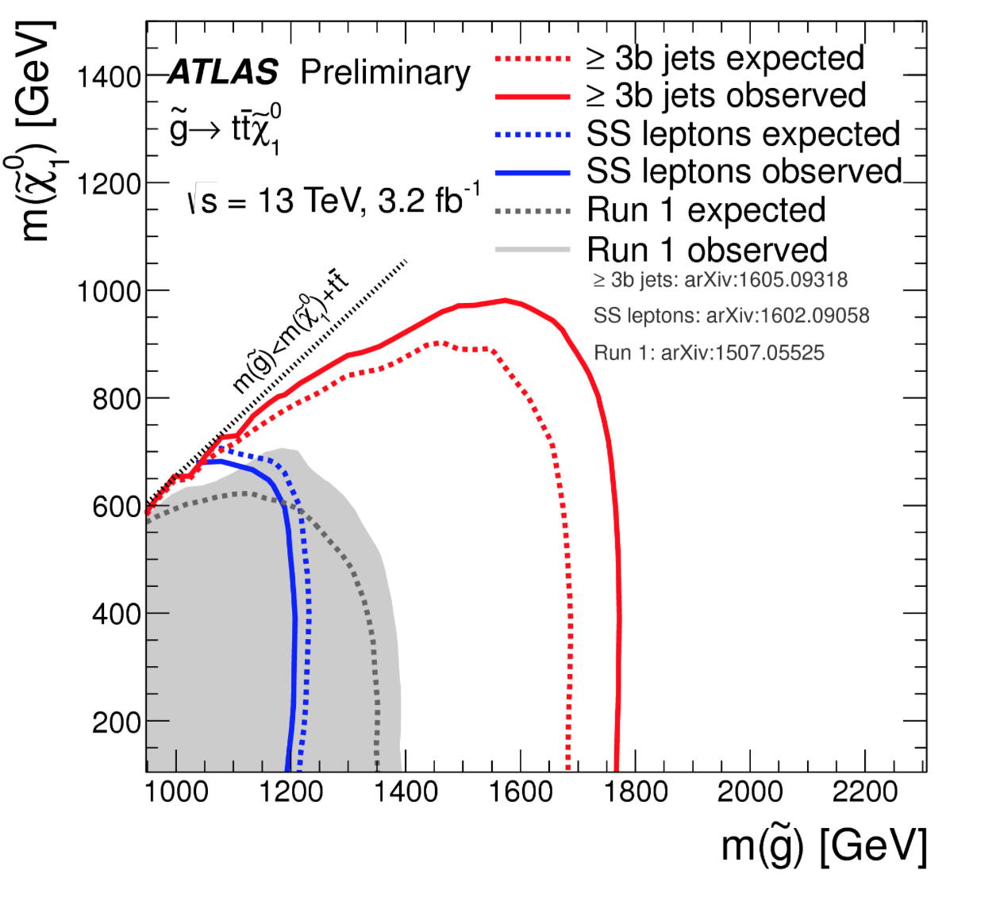 m(χ̃⁰₁) [GeV]
1400
1200
1000
800
600
400
200
ATLAS Preliminary
g̃→ tt̄χ̃⁰₁
√s = 13 TeV, 3.2 fb⁻¹
≥ 3b jets expected
≥ 3b jets observed
SS leptons expected
SS leptons observed
Run 1 expected
Run 1 observed
≥ 3b jets: arXiv:1605.09318
SS leptons: arXiv:1602.09058
Run 1: arXiv:1507.05525
m(g̃)<m(χ̃⁰₁)+tt̄
1000 1200 1400 1600 1800 2000 2200
m(g̃) [GeV]